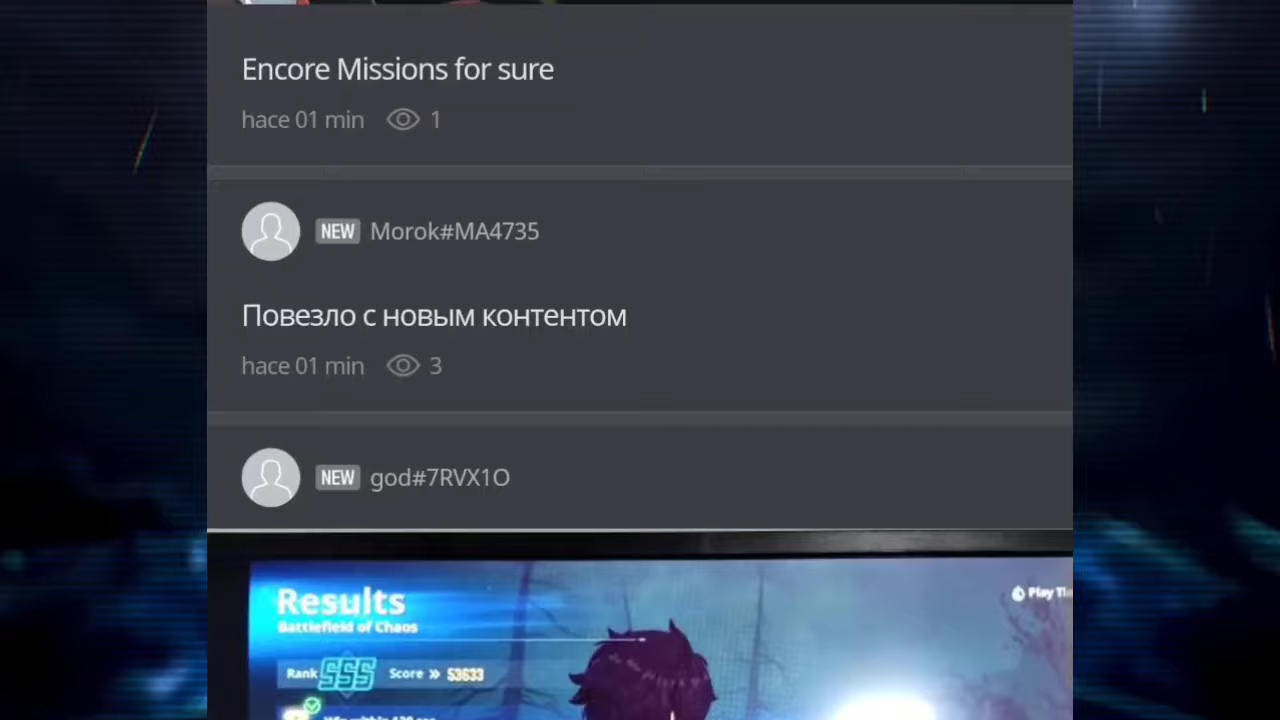 Encore Missions for sure
hace 01 min 1
NEW Morok#MA4735
Повезло с новым контентом
hace 01 min 3
NEW god#7RVX1O
Results
Play
Battlefield of Chaos
Rank SSS Score » 53633